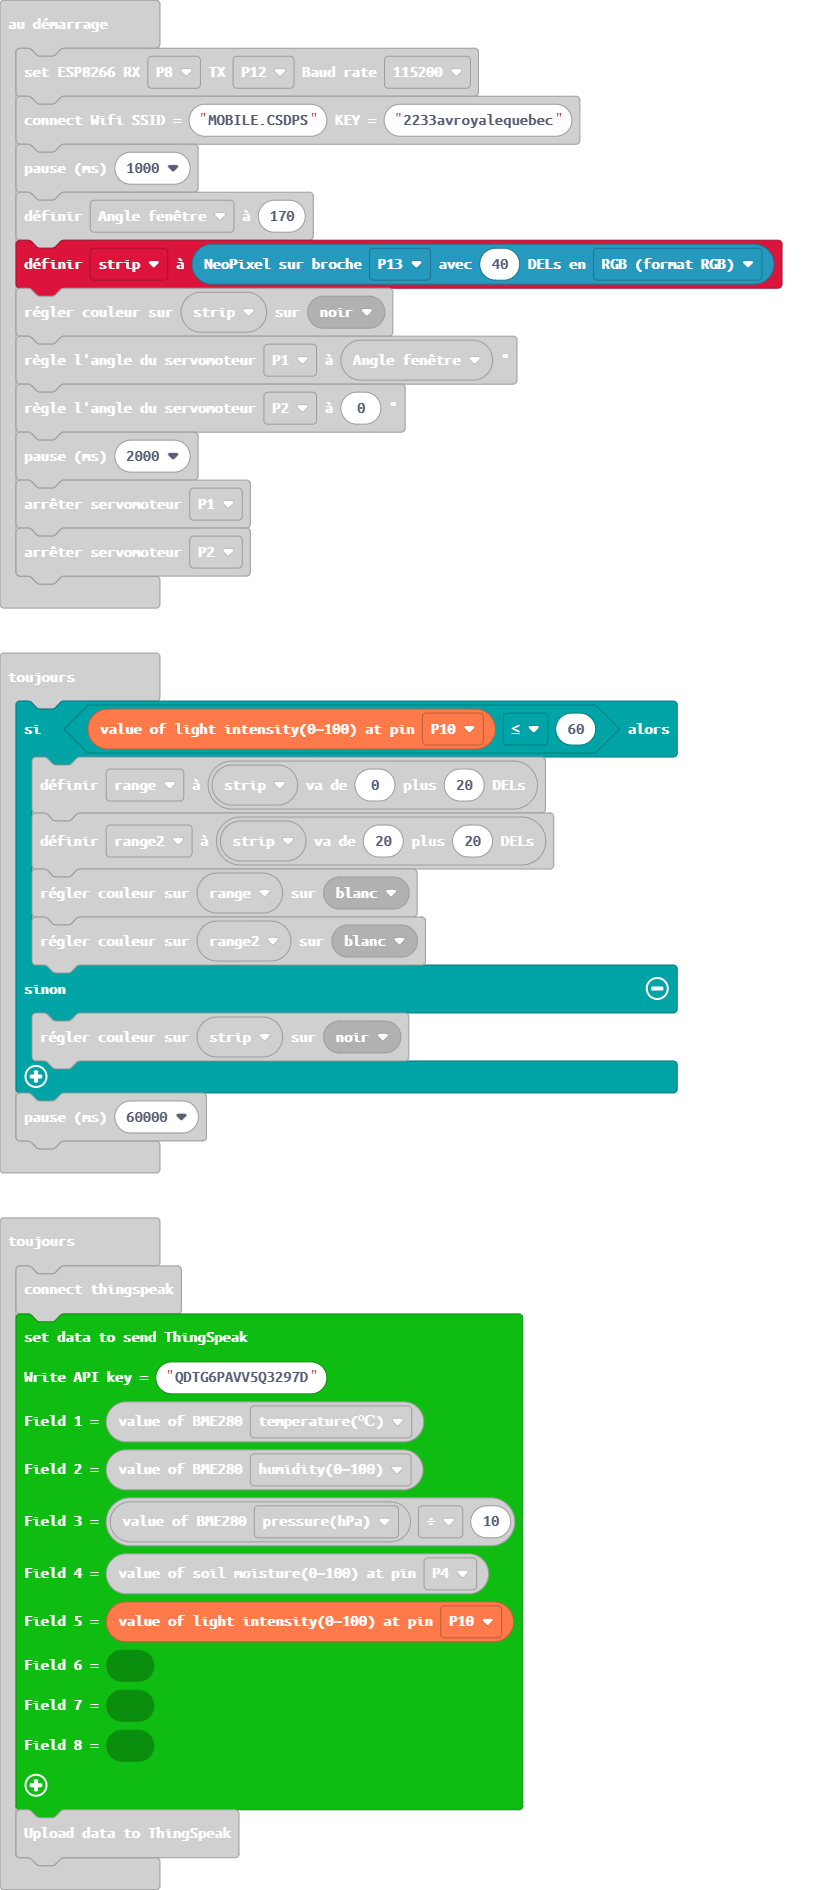 au démarrage
set ESP8266 RX P8 TX P12 Baud rate 115200
connect Wifi SSID = "MOBILE.CSDPS" KEY = "2233avroyalequebec"
pause (ms) 1000
définir Angle fenêtre à 170
définir strip à NeoPixel sur broche P13 avec 40 DELs en RGB (format RGB)
régler couleur sur strip sur noir
règle l'angle du servomoteur P1 à Angle fenêtre °
règle l'angle du servomoteur P2 à 0 °
pause (ms) 2000
arrêter servomoteur P1
arrêter servomoteur P2
toujours
si value of light intensity(0~100) at pin P10 ≤ 60 alors
définir range à strip va de 0 plus 20 DELs
définir range2 à strip va de 20 plus 20 DELs
régler couleur sur range sur blanc
régler couleur sur range2 sur blanc
sinon
régler couleur sur strip sur noir
pause (ms) 60000
toujours
connect thingspeak
set data to send ThingSpeak
Write API key = "QDTG6PAVV5Q3297D"
Field 1 = value of BME280 temperature(℃)
Field 2 = value of BME280 humidity(0~100)
Field 3 = value of BME280 pressure(hPa) ÷ 10
Field 4 = value of soil moisture(0~100) at pin P4
Field 5 = value of light intensity(0~100) at pin P10
Field 6 =
Field 7 =
Field 8 =
Upload data to ThingSpeak